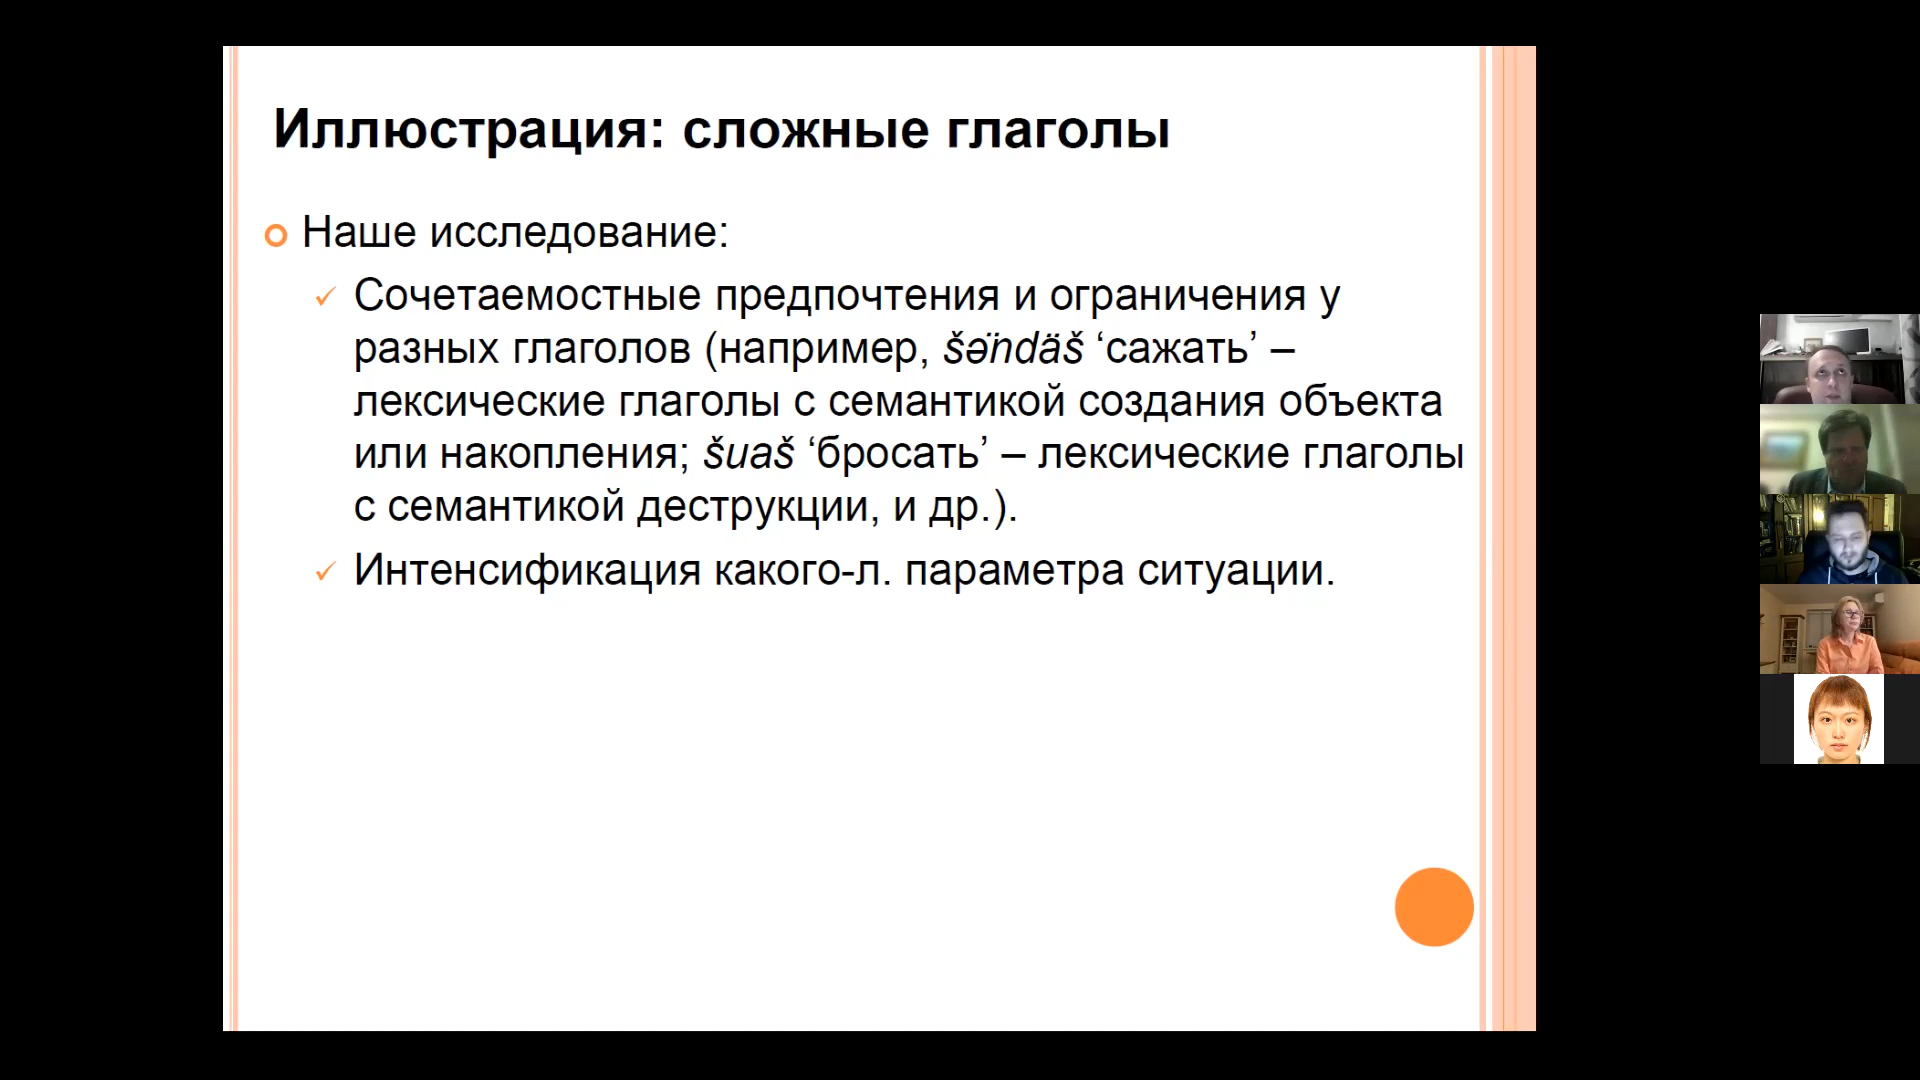 Иллюстрация: сложные глаголы
Наше исследование:
Сочетаемостные предпочтения и ограничения у
разных глаголов (например, šə̈ndäš ‘сажать’ –
лексические глаголы с семантикой создания объекта
или накопления; šuaš ‘бросать’ – лексические глаголы
с семантикой деструкции, и др.).
Интенсификация какого-л. параметра ситуации.